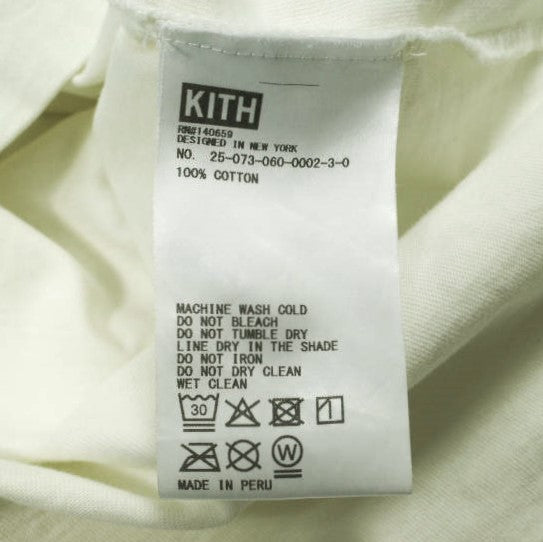 KITH
RN#140659
DESIGNED IN NEW YORK
NO. 25-073-060-0002-3-0
100% COTTON
MACHINE WASH COLD
DO NOT BLEACH
DO NOT TUMBLE DRY
LINE DRY IN THE SHADE
DO NOT IRON
DO NOT DRY CLEAN
WET CLEAN
30
W
MADE IN PERU